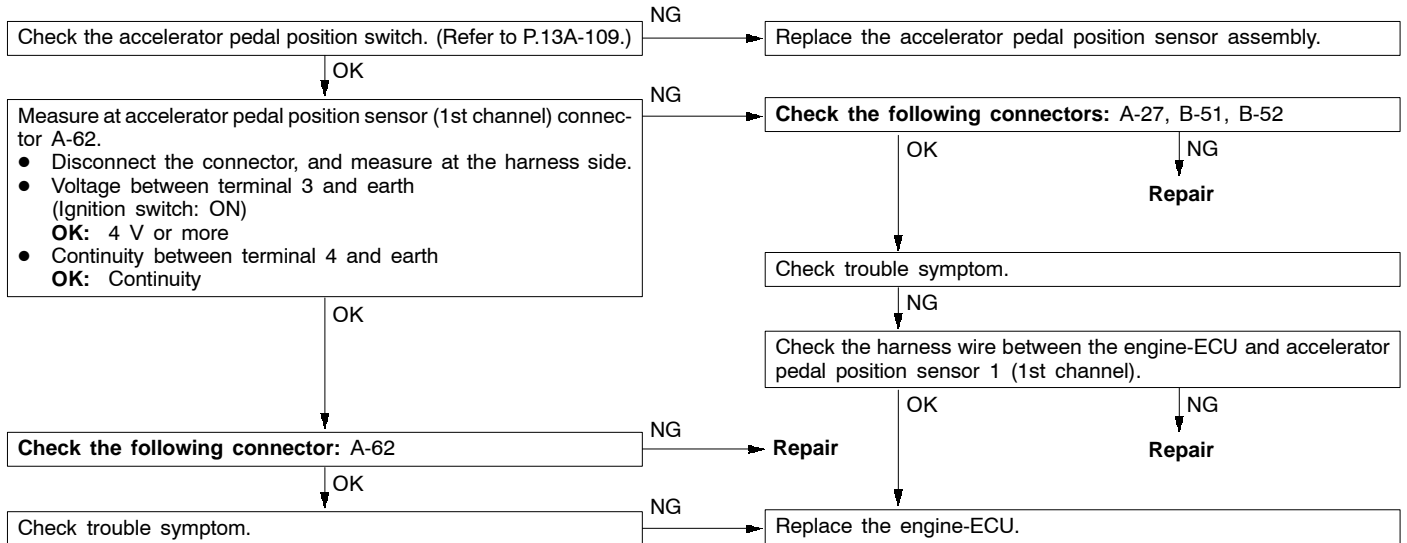 Check the accelerator pedal position switch. (Refer to P.13A-109.)
NG
Replace the accelerator pedal position sensor assembly.
OK
Measure at accelerator pedal position sensor (1st channel) connec-
tor A-62.
● Disconnect the connector, and measure at the harness side.
● Voltage between terminal 3 and earth
(Ignition switch: ON)
OK: 4 V or more
● Continuity between terminal 4 and earth
OK: Continuity
NG
Check the following connectors: A-27, B-51, B-52
OK
NG
Repair
Check trouble symptom.
NG
Check the harness wire between the engine-ECU and accelerator
pedal position sensor 1 (1st channel).
OK
NG
Repair
OK
Check the following connector: A-62
NG
Repair
OK
Check trouble symptom.
NG
Replace the engine-ECU.